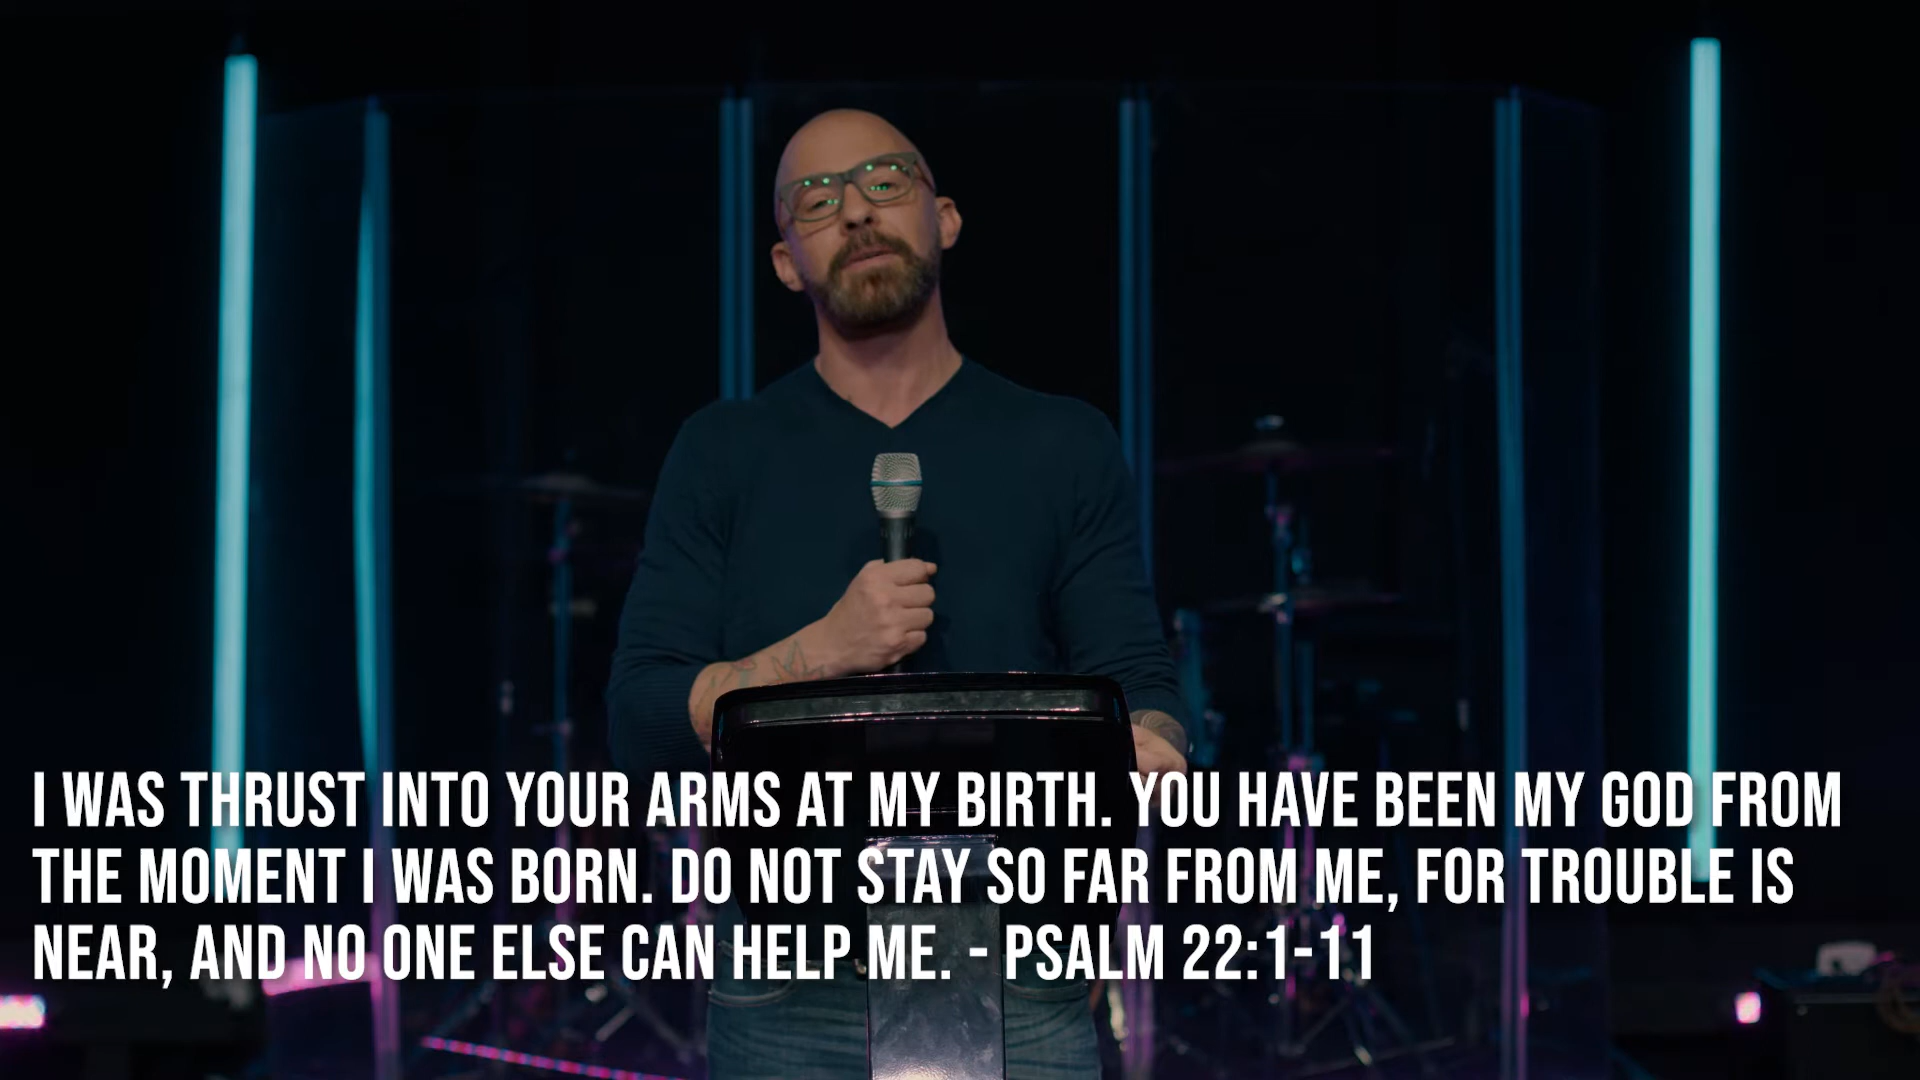 I WAS THRUST INTO YOUR ARMS AT MY BIRTH. YOU HAVE BEEN MY GOD FROM
THE MOMENT I WAS BORN. DO NOT STAY SO FAR FROM ME, FOR TROUBLE IS
NEAR, AND NO ONE ELSE CAN HELP ME. - PSALM 22:1-11